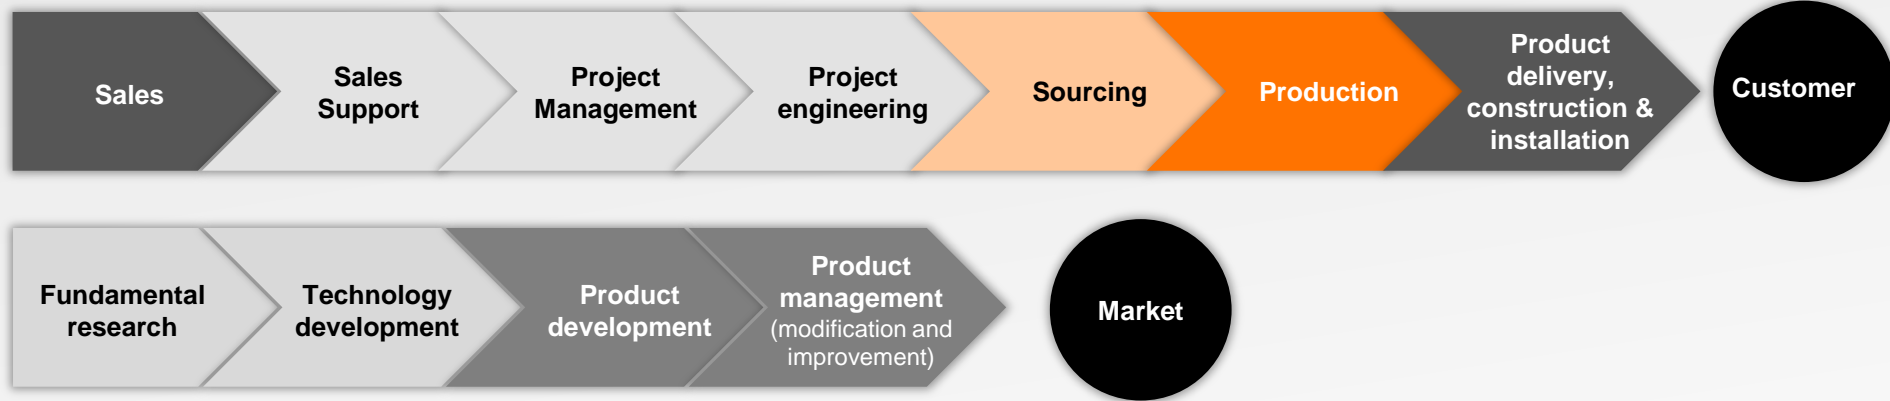 Sales
Sales
Support
Project
Management
Project
engineering
Sourcing
Production
Product
delivery,
construction &
installation
Customer
Fundamental
research
Technology
development
Product
development
Product
management
(modification and
improvement)
Market